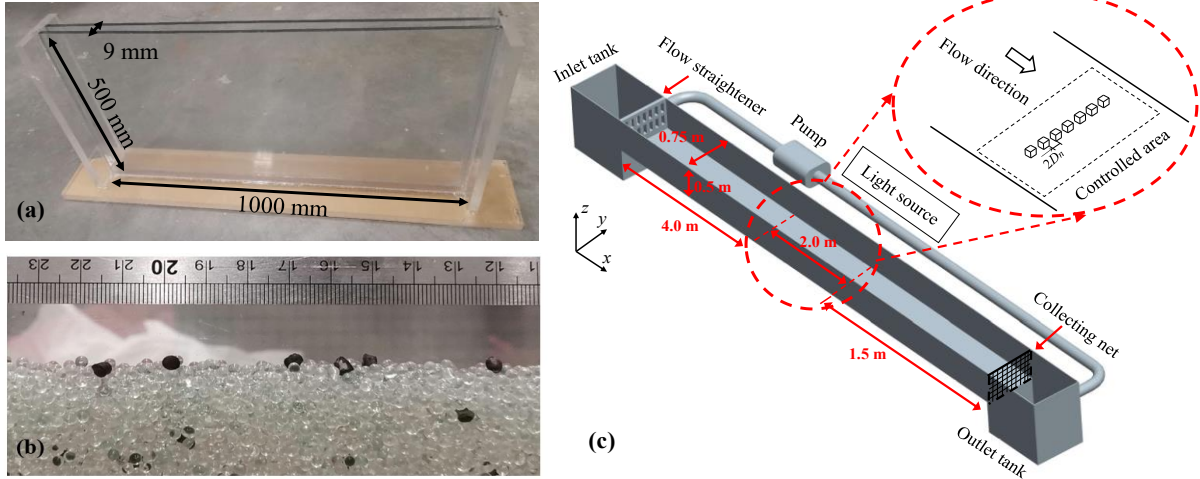 9 mm
500 mm
1000 mm
(a)
23 22 21 20 19 18 17 16 15 14 13 12
(b)
Inlet tank
Flow straightener
Pump
Light source
0.75 m
0.5 m
4.0 m
2.0 m
1.5 m
z
y
x
Flow direction
2Dn
Controlled area
Collecting net
Outlet tank
(c)